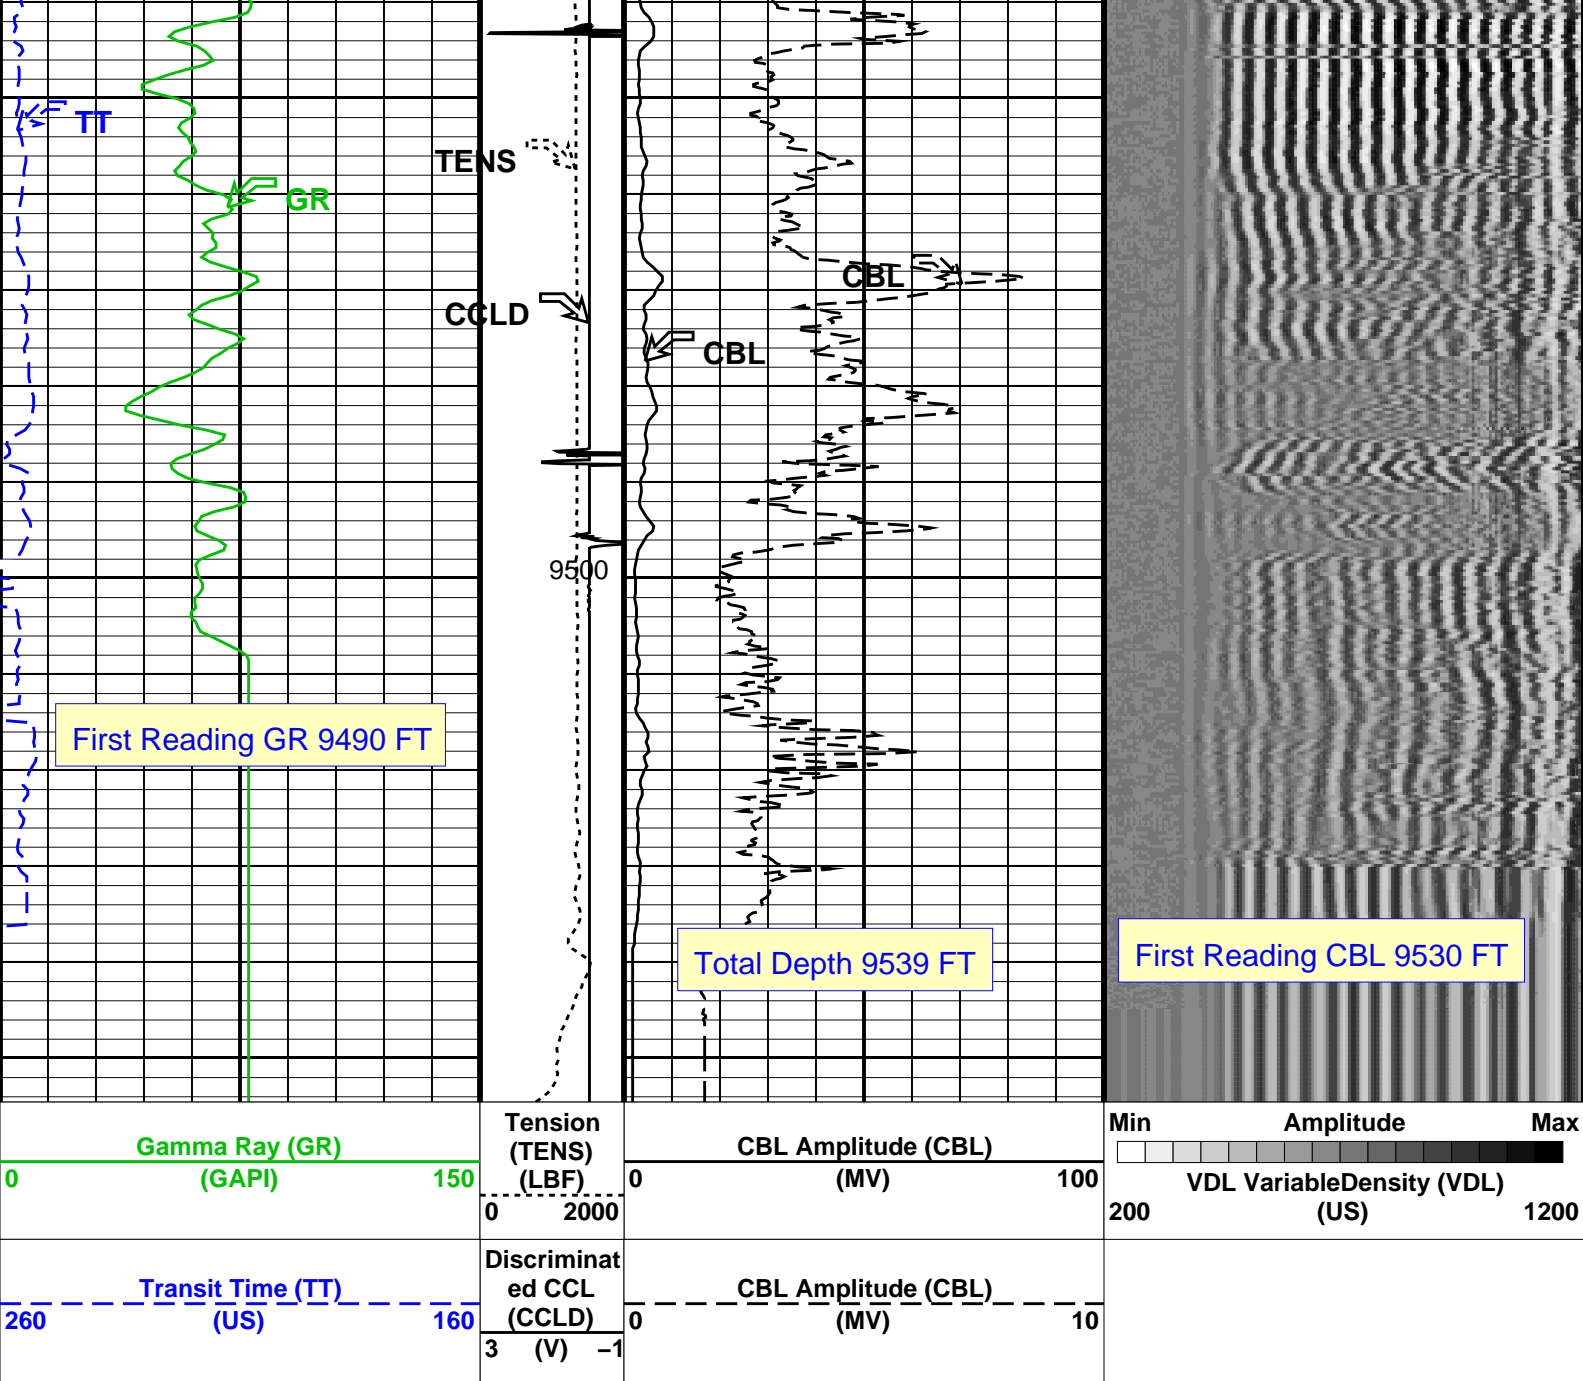 TT
TENS
GR
CBL
CCLD
CBL
9500
First Reading GR 9490 FT
Total Depth 9539 FT
First Reading CBL 9530 FT
Gamma Ray (GR)
0 (GAPI) 150
Tension
(TENS)
(LBF)
0 2000
CBL Amplitude (CBL)
0 (MV) 100
Min Amplitude Max
VDL VariableDensity (VDL)
200 (US) 1200
Transit Time (TT)
260 (US) 160
Discriminat
ed CCL
(CCLD)
3 (V) −1
CBL Amplitude (CBL)
0 (MV) 10